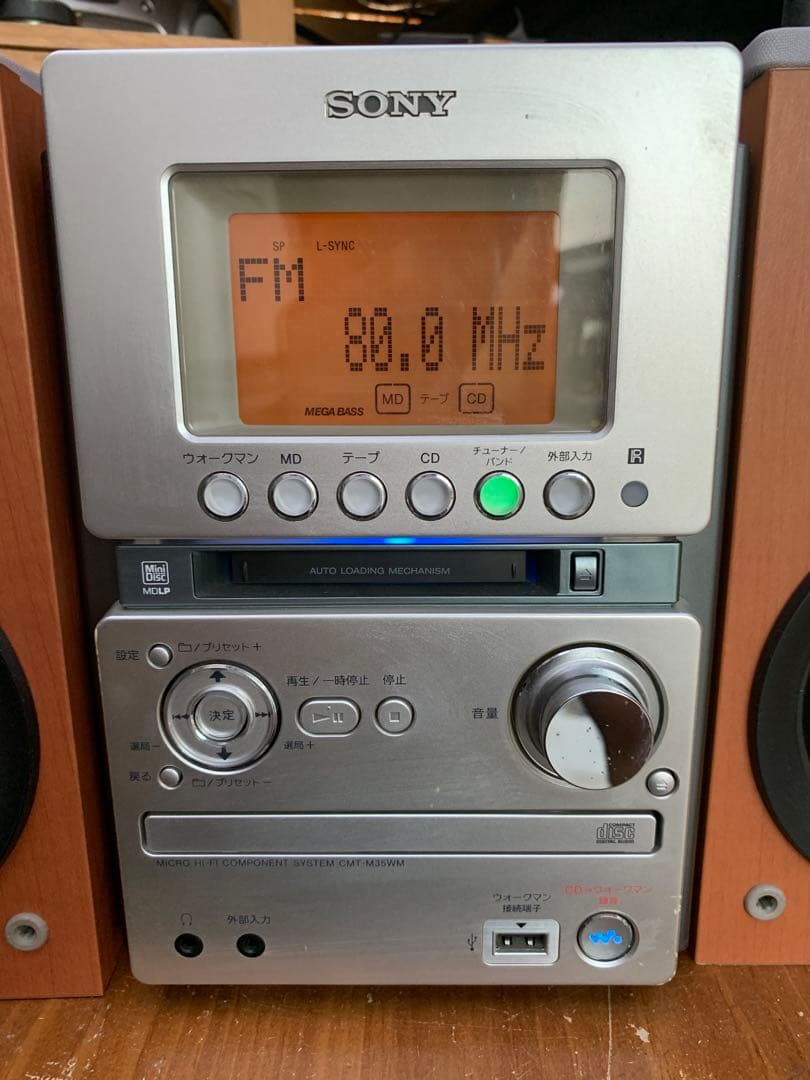 SONY
SP L-SYNC
FM
80.0 MHz
MEGA BASS MD テープ CD
ウォークマン MD テープ CD チューナー/
バンド 外部入力 R
Mini
Disc
MDLP
AUTO LOADING MECHANISM
設定 /プリセット+
再生/一時停止 停止
決定
音量
選局− 選局+
戻る /プリセット−
COMPACT
disc
DIGITAL AUDIO
MICRO HI-FI COMPONENT SYSTEM CMT-M35WM
外部入力
ウォークマン
接続端子
CD→ウォークマン
録音